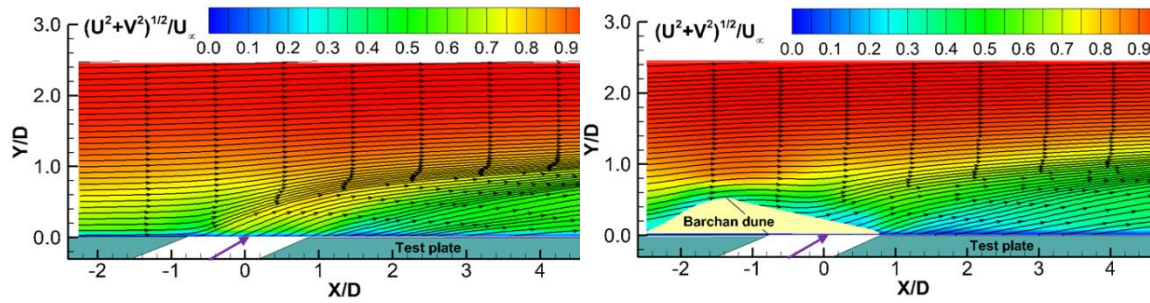 (U²+V²)¹/²/U∞
0.0 0.1 0.2 0.3 0.4 0.5 0.6 0.7 0.8 0.9
3.0
2.0
1.0
0.0
Y/D
Test plate
-2 -1 0 1 2 3 4
X/D
(U²+V²)¹/²/U∞
0.0 0.1 0.2 0.3 0.4 0.5 0.6 0.7 0.8 0.9
3.0
2.0
1.0
0.0
Y/D
Barchan dune
Test plate
-2 -1 0 1 2 3 4
X/D